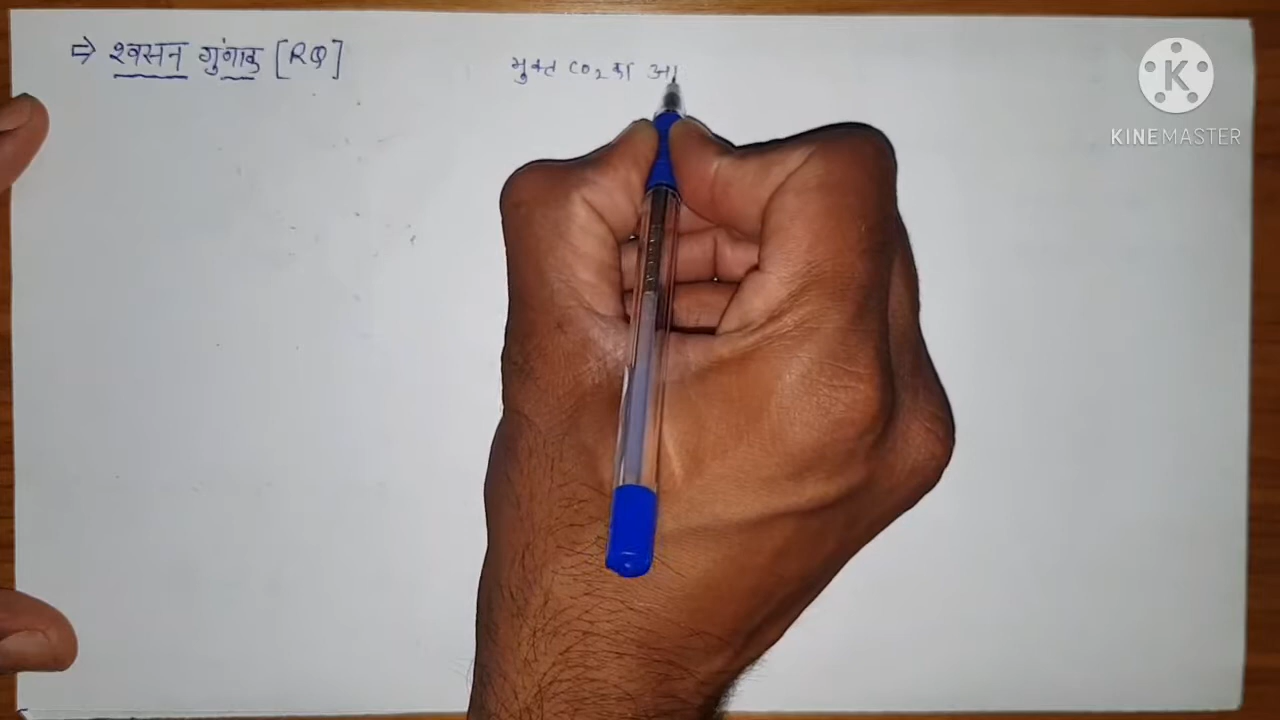 ⇒ श्वसन गुंणाक [RQ]
मुक्त CO₂ का आ
KINEMASTER